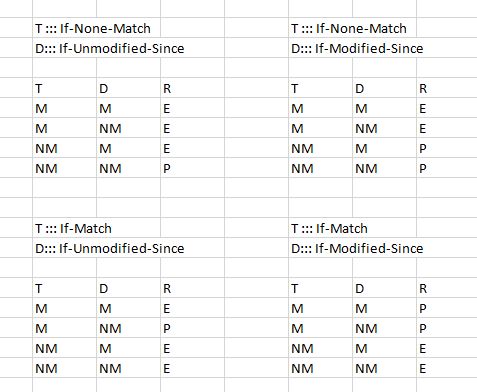 T ::: If-None-Match T ::: If-None-Match
D::: If-Unmodified-Since D::: If-Modified-Since
T D R T D R
M M E M M E
M NM E M NM E
NM M E NM M P
NM NM P NM NM P
T ::: If-Match T ::: If-Match
D::: If-Unmodified-Since D::: If-Modified-Since
T D R T D R
M M E M M P
M NM P M NM P
NM M E NM M E
NM NM E NM NM E